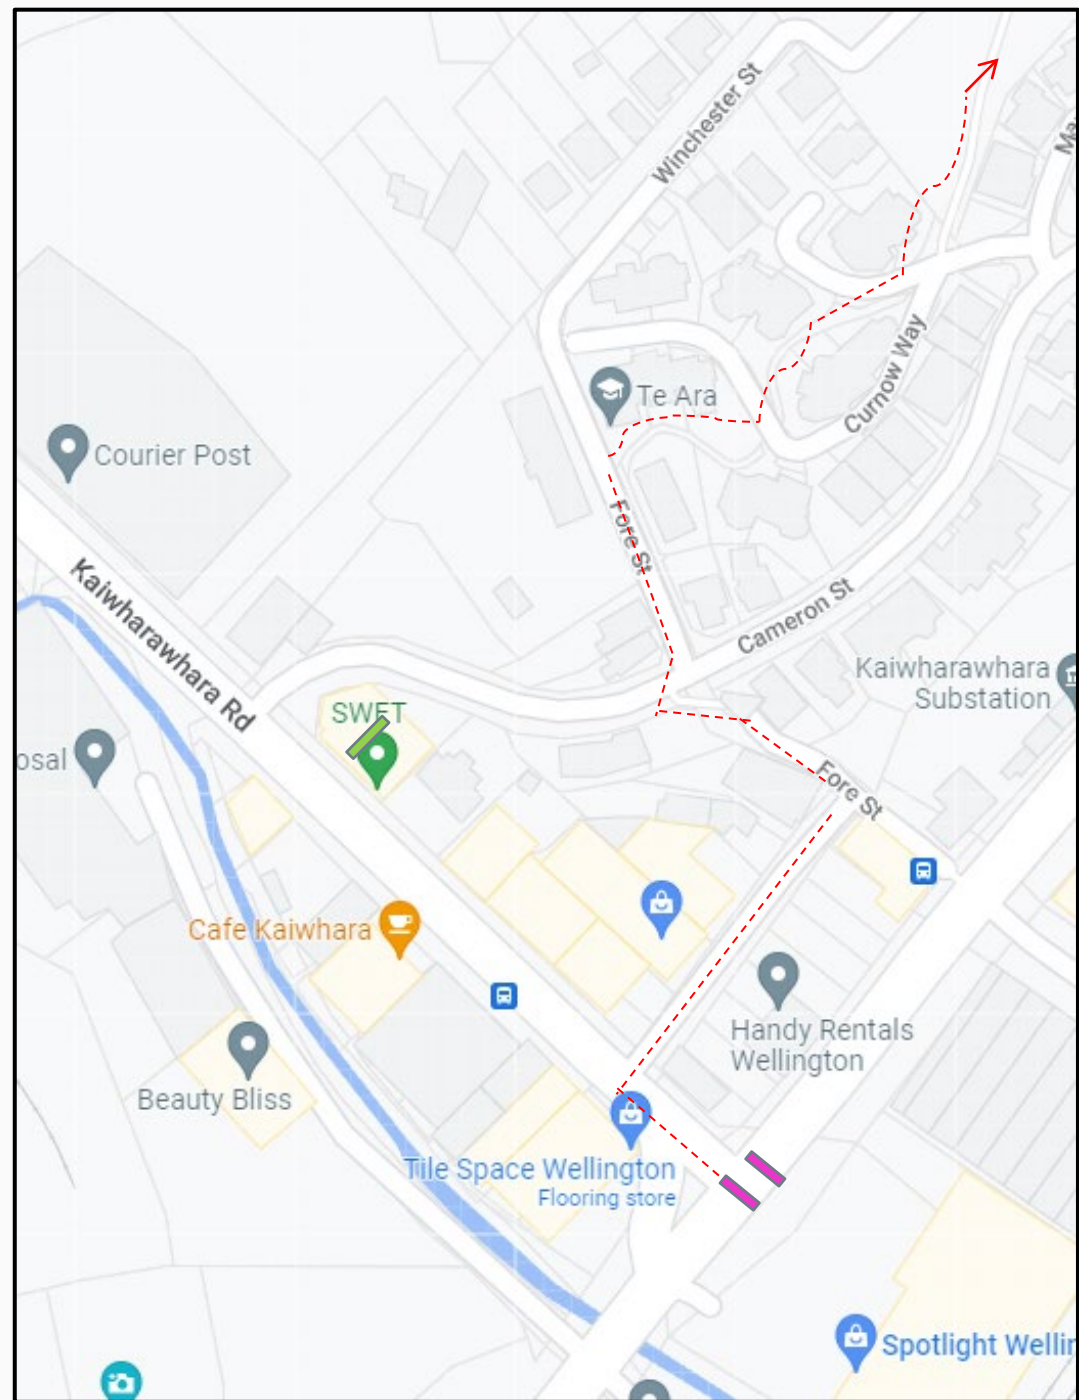 Winchester St
Ma
Te Ara
Curnow Way
Courier Post
Fore St
Kaiwharawhara Rd
Cameron St
Kaiwharawhara
Substation
SWET
osal
Fore St
Cafe Kaiwhara
Handy Rentals
Wellington
Beauty Bliss
Tile Space Wellington
Flooring store
Spotlight Wellin